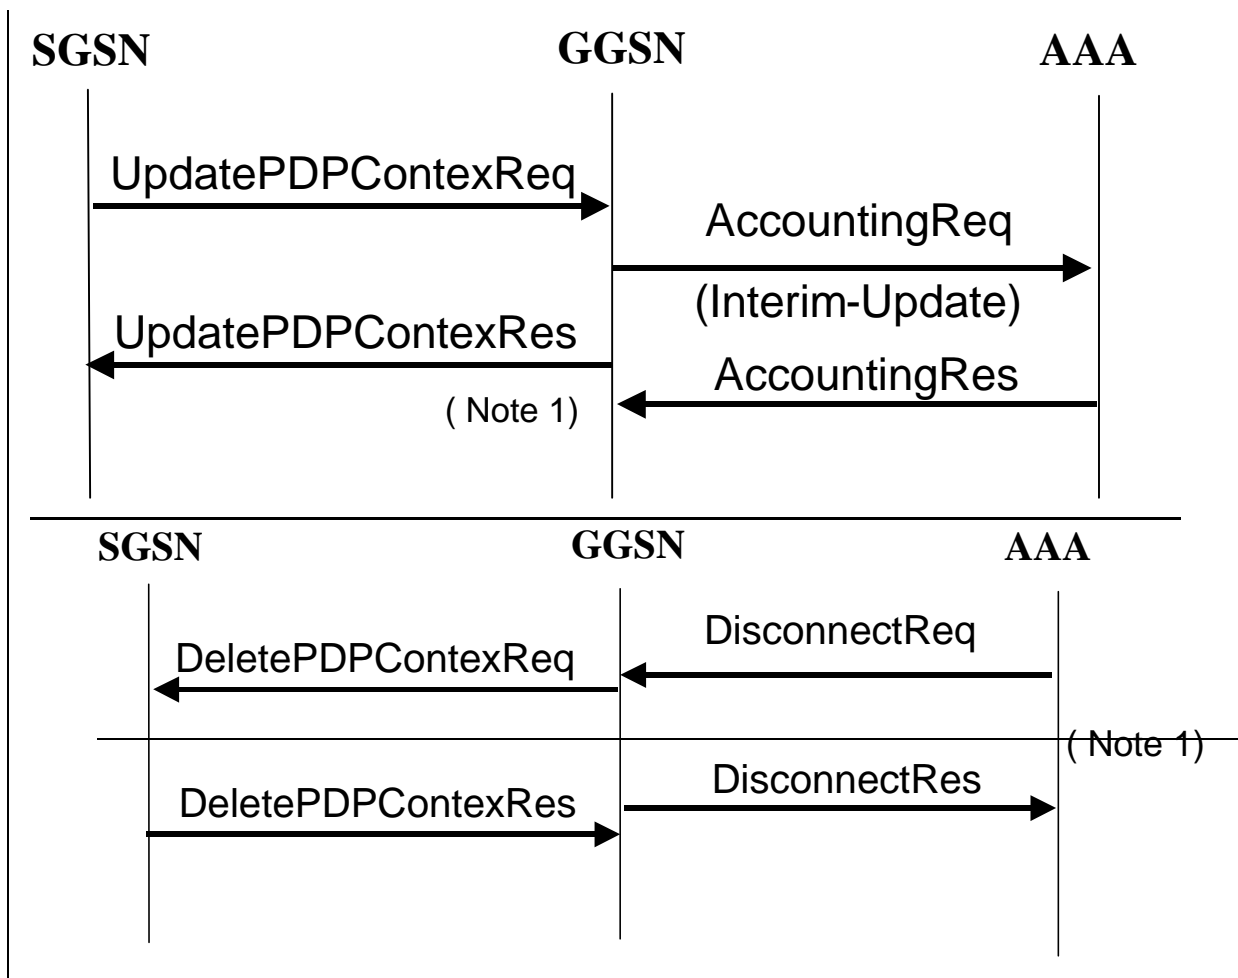 SGSN GGSN AAA
UpdatePDPContexReq
AccountingReq
(Interim-Update)
UpdatePDPContexRes
AccountingRes
( Note 1)
SGSN GGSN AAA
DisconnectReq
DeletePDPContexReq
( Note 1)
DisconnectRes
DeletePDPContexRes